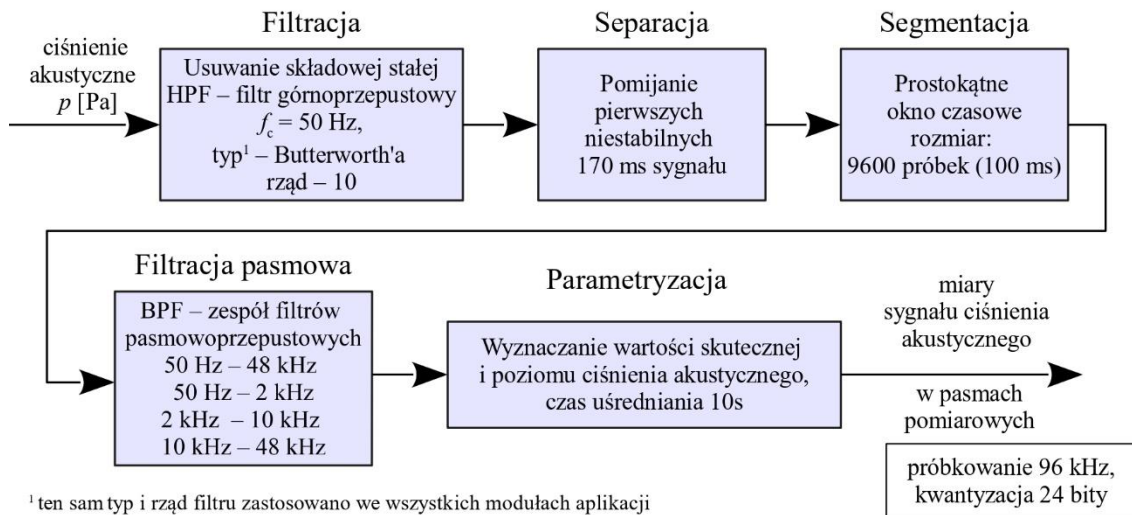 Filtracja
Separacja
Segmentacja
ciśnienie
akustyczne
p [Pa]
Usuwanie składowej stałej
HPF – filtr górnoprzepustowy
fc = 50 Hz,
typ¹ – Butterworth'a
rząd – 10
Pomijanie
pierwszych
niestabilnych
170 ms sygnału
Prostokątne
okno czasowe
rozmiar:
9600 próbek (100 ms)
Filtracja pasmowa
Parametryzacja
BPF – zespół filtrów
pasmowoprzepustowych
50 Hz – 48 kHz
50 Hz – 2 kHz
2 kHz – 10 kHz
10 kHz – 48 kHz
Wyznaczanie wartości skutecznej
i poziomu ciśnienia akustycznego,
czas uśredniania 10s
miary
sygnału ciśnienia
akustycznego
w pasmach
pomiarowych
próbkowanie 96 kHz,
kwantyzacja 24 bity
¹ ten sam typ i rząd filtru zastosowano we wszystkich modułach aplikacji